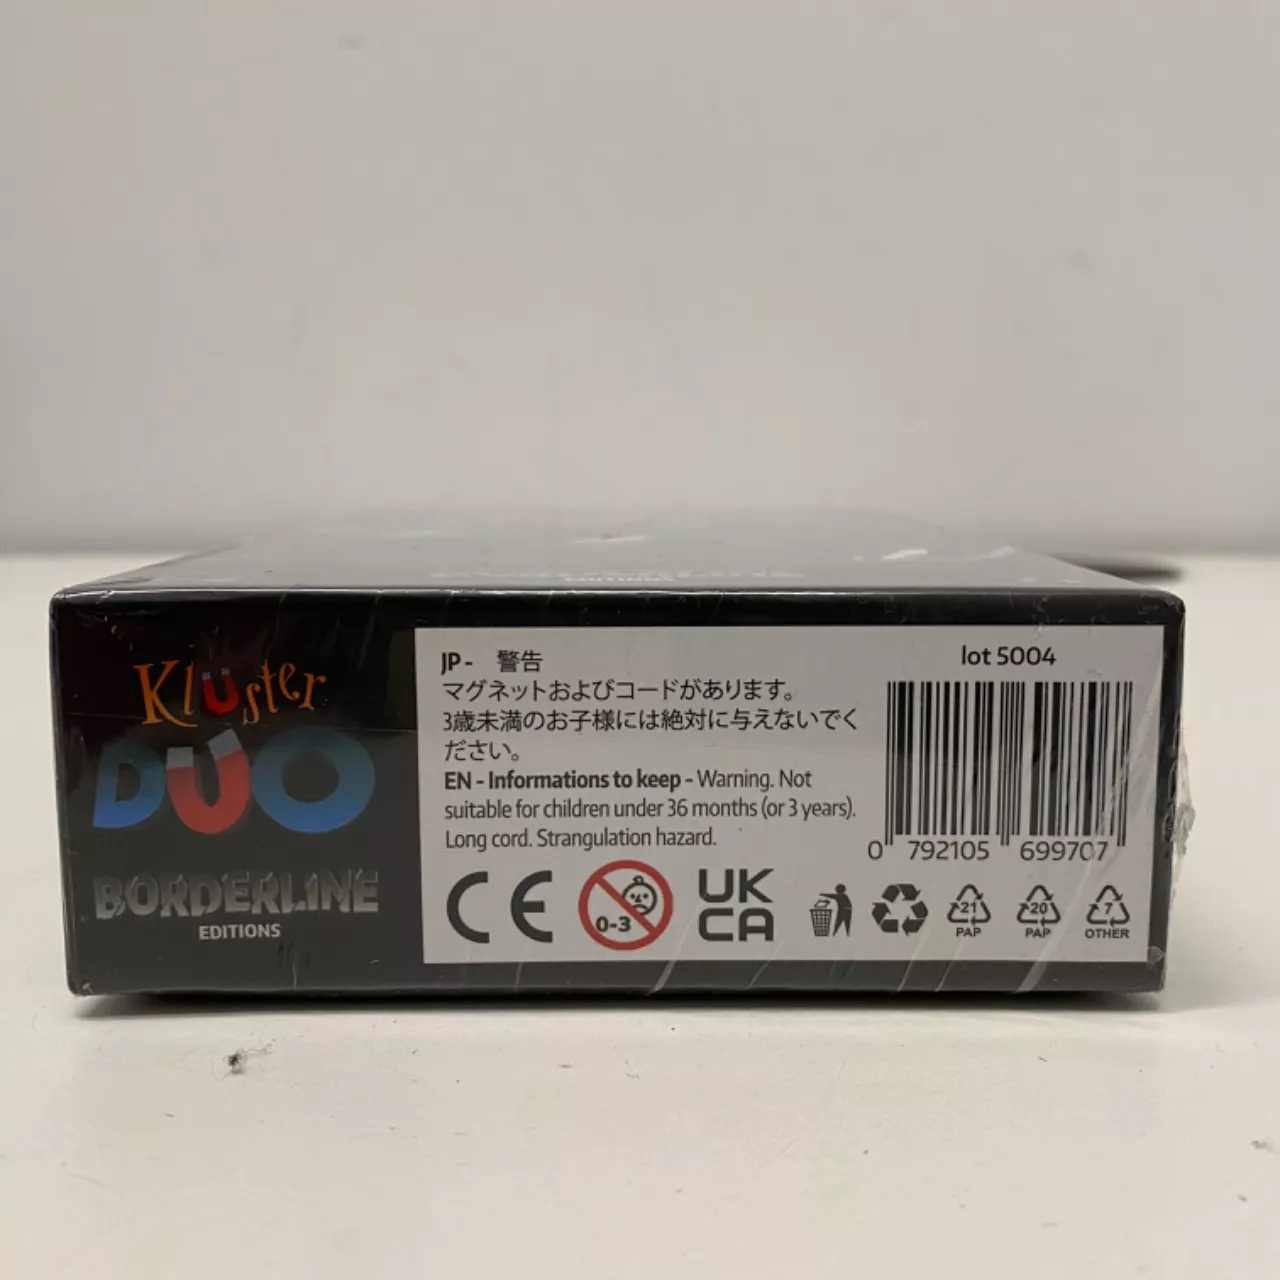 Kluster
DUO
BORDERLINE
EDITIONS
JP - 警告
マグネットおよびコードがあります。
3歳未満のお子様には絶対に与えないでく
ださい。
EN - Informations to keep - Warning. Not
suitable for children under 36 months (or 3 years).
Long cord. Strangulation hazard.
CE
0-3
UK
CA
lot 5004
0 792105 699707
21
PAP
20
PAP
7
OTHER